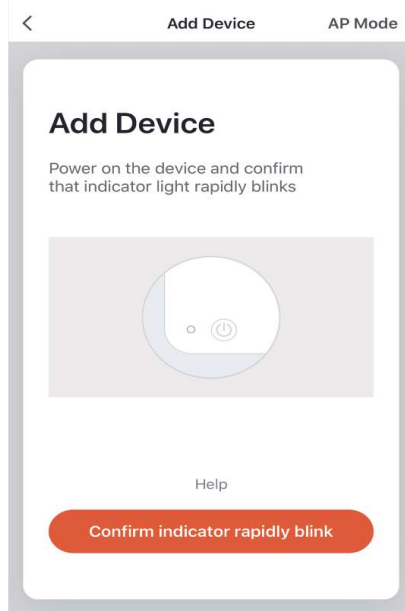 Add Device
AP Mode
Add Device
Power on the device and confirm
that indicator light rapidly blinks
Help
Confirm indicator rapidly blink